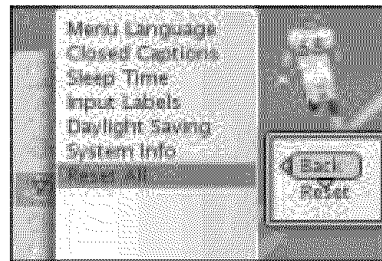 Menu Language
Closed Captions
Sleep Time
Input Labels
Daylight Saving
System Info
Reset All
Back
Reset